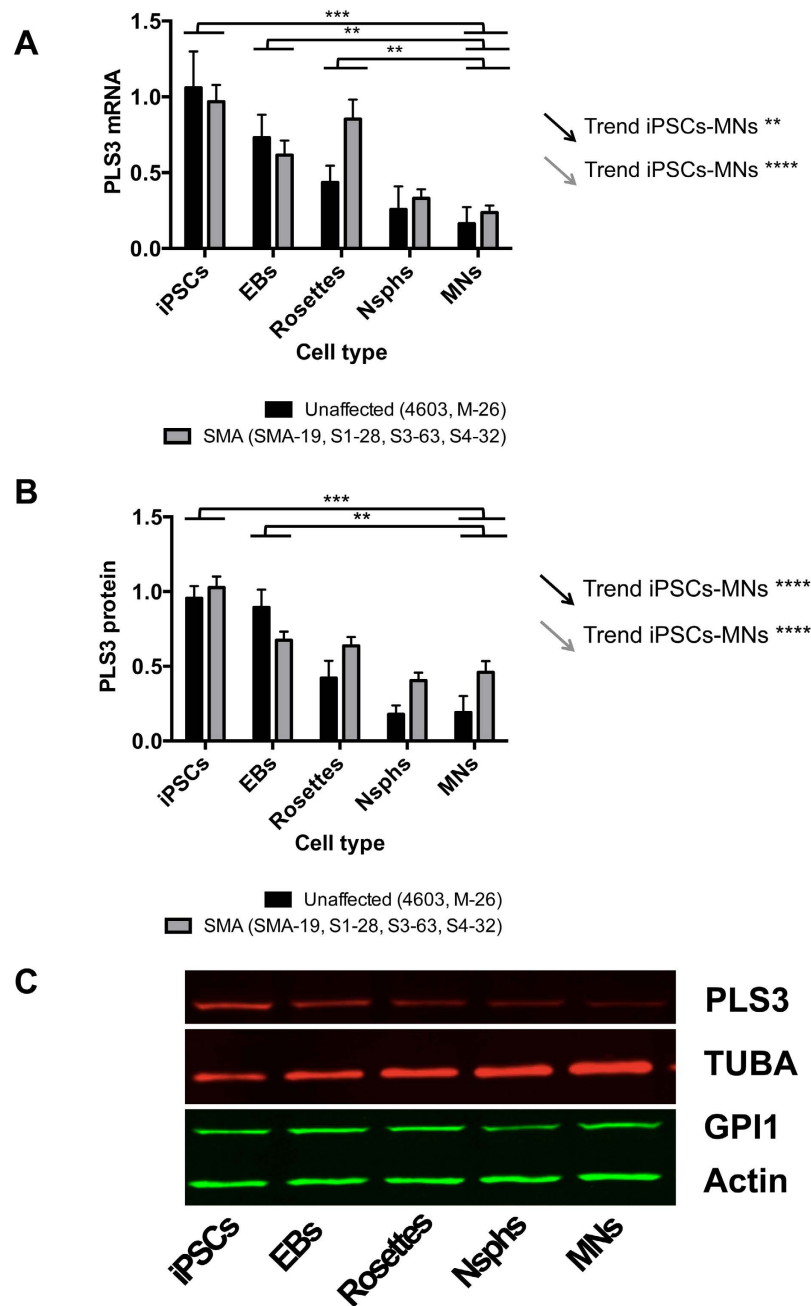 A
***
**
**
1.5
1.0
0.5
0.0
PLS3 mRNA
iPSCs
EBs
Rosettes
Nsphs
MNs
Cell type
Trend iPSCs-MNs **
Trend iPSCs-MNs ****
Unaffected (4603, M-26)
SMA (SMA-19, S1-28, S3-63, S4-32)
B
***
**
1.5
1.0
0.5
0.0
PLS3 protein
iPSCs
EBs
Rosettes
Nsphs
MNs
Cell type
Trend iPSCs-MNs ****
Trend iPSCs-MNs ****
Unaffected (4603, M-26)
SMA (SMA-19, S1-28, S3-63, S4-32)
C
PLS3
TUBA
GPI1
Actin
iPSCs
EBs
Rosettes
Nsphs
MNs